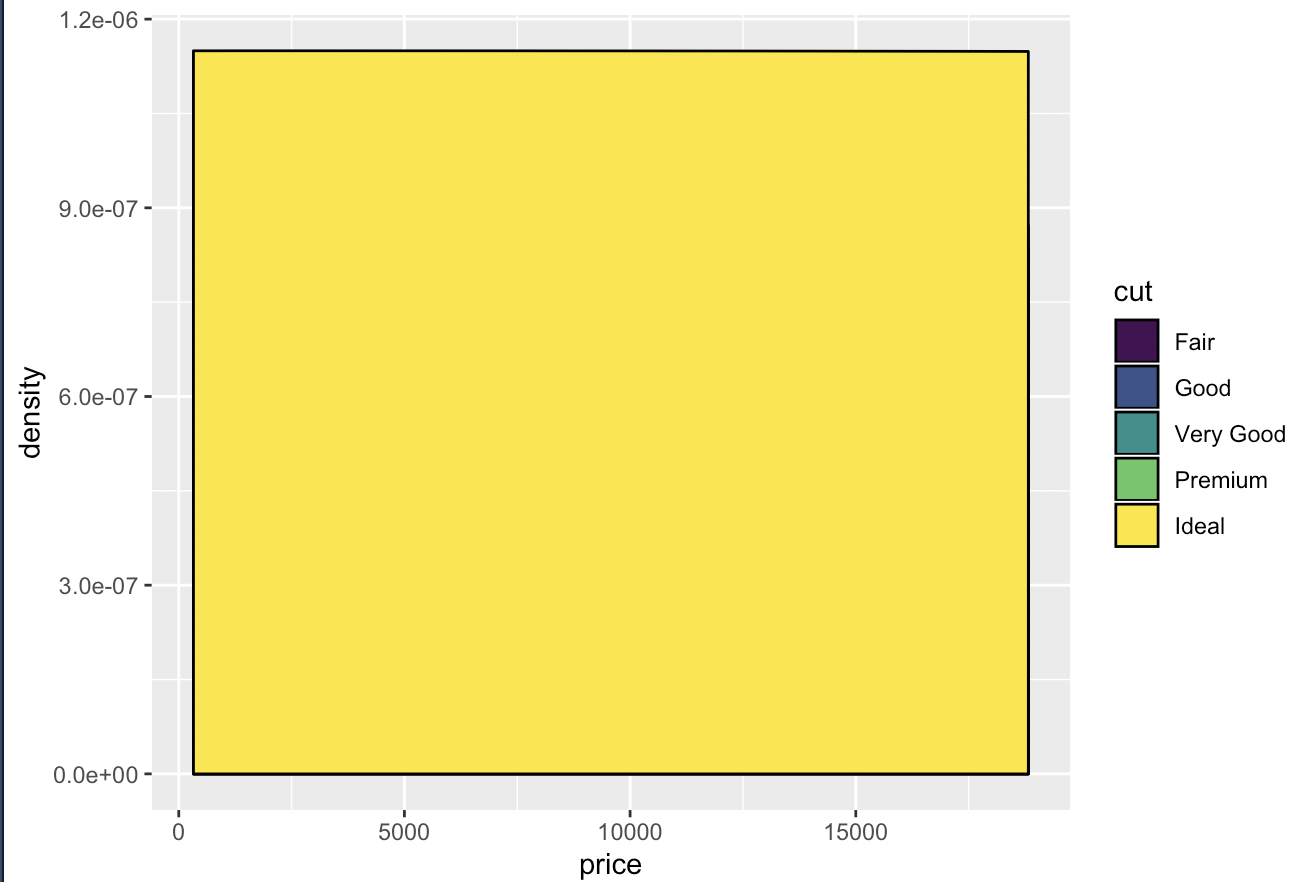 1.2e-06
9.0e-07
6.0e-07
3.0e-07
0.0e+00
density
0 5000 10000 15000
price
cut
Fair
Good
Very Good
Premium
Ideal